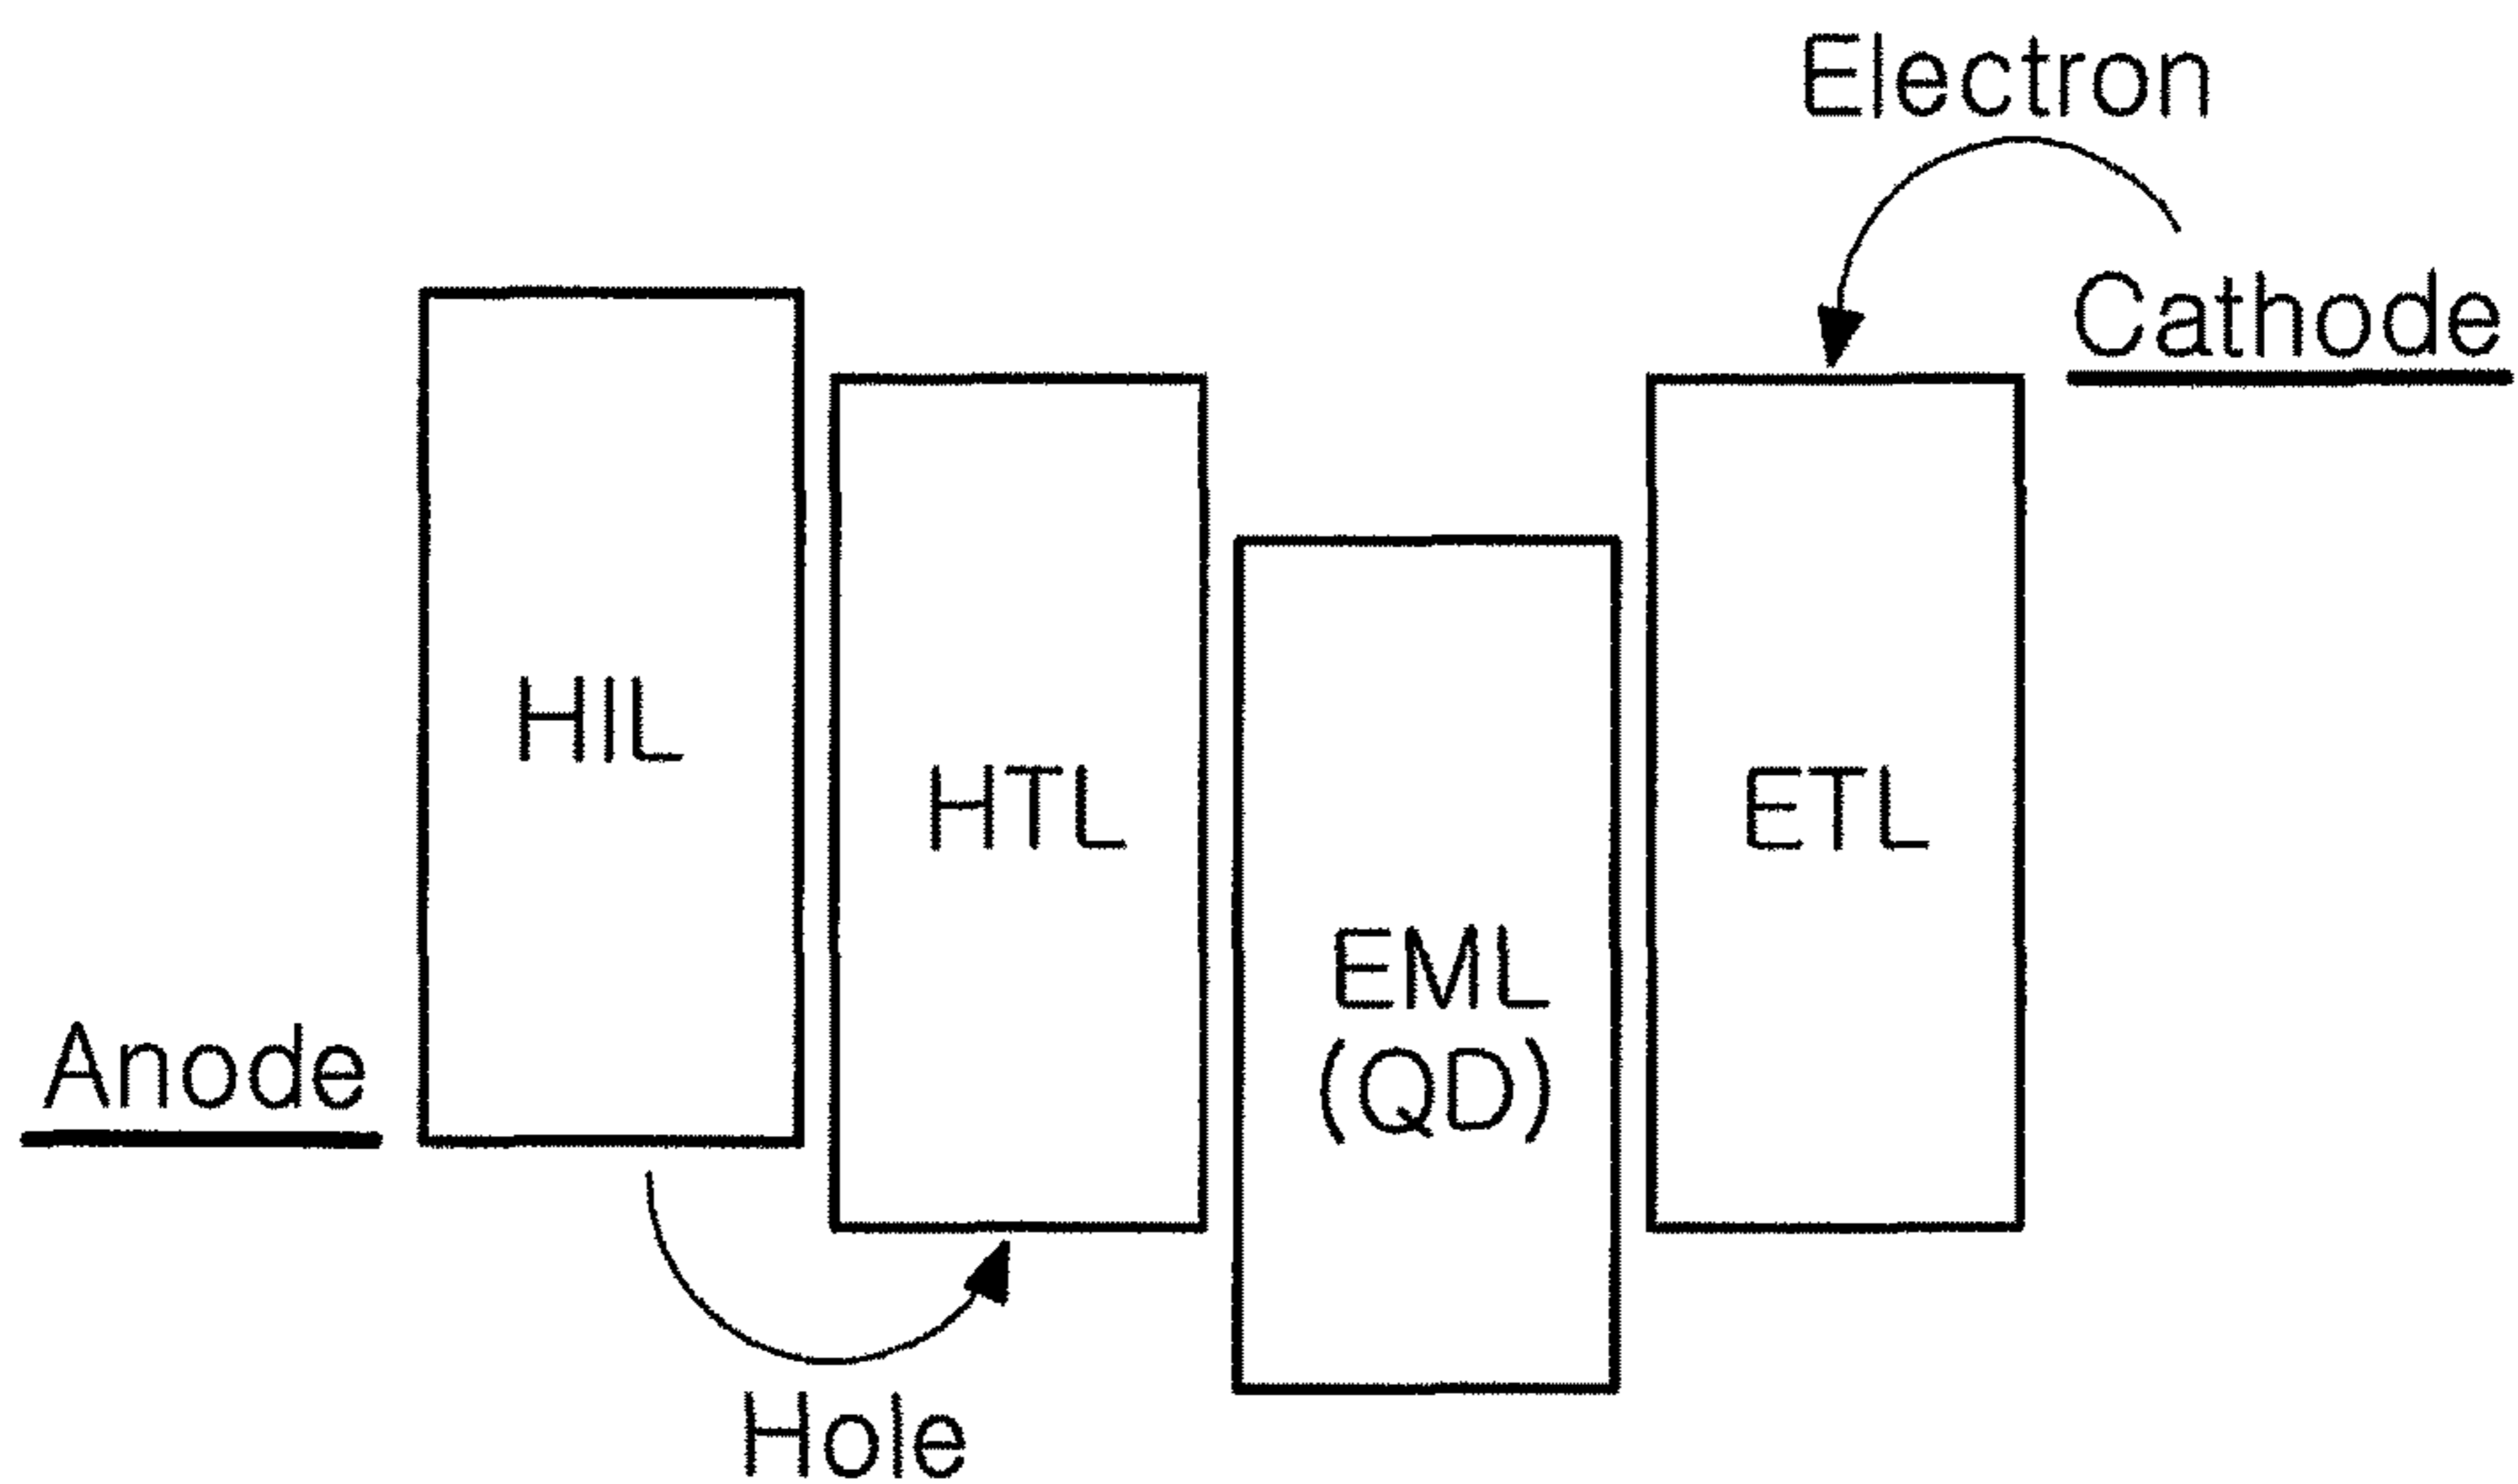 Electron
Cathode
HIL
HTL
ETL
EML
(QD)
Anode
Hole